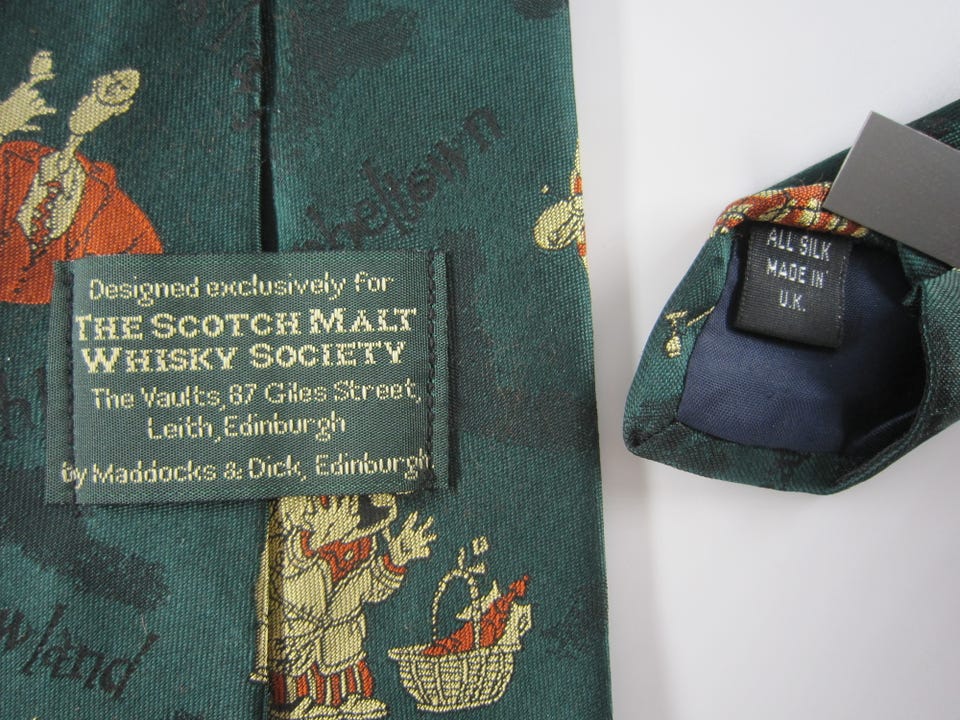 Designed exclusively for
THE SCOTCH MALT
WHISKY SOCIETY
The Vaults, 87 Giles Street,
Leith, Edinburgh
By Maddocks & Dick, Edinburgh
ALL SILK
MADE IN
U.K.